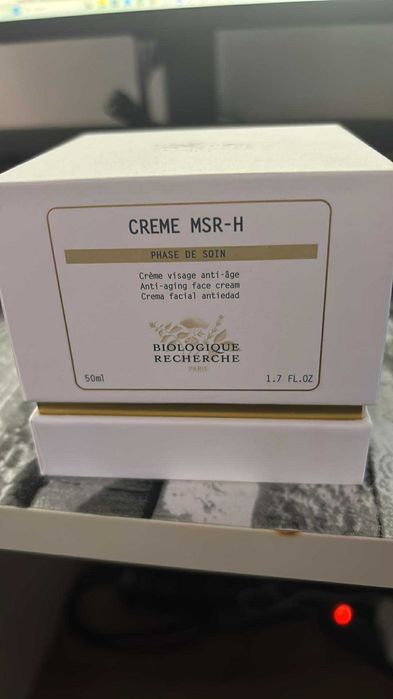 CREME MSR-H
PHASE DE SOIN
Crème visage anti-âge
Anti-aging face cream
Crema facial antiedad
BIOLOGIQUE
RECHERCHE
PARIS
50ml 1.7 FL.OZ